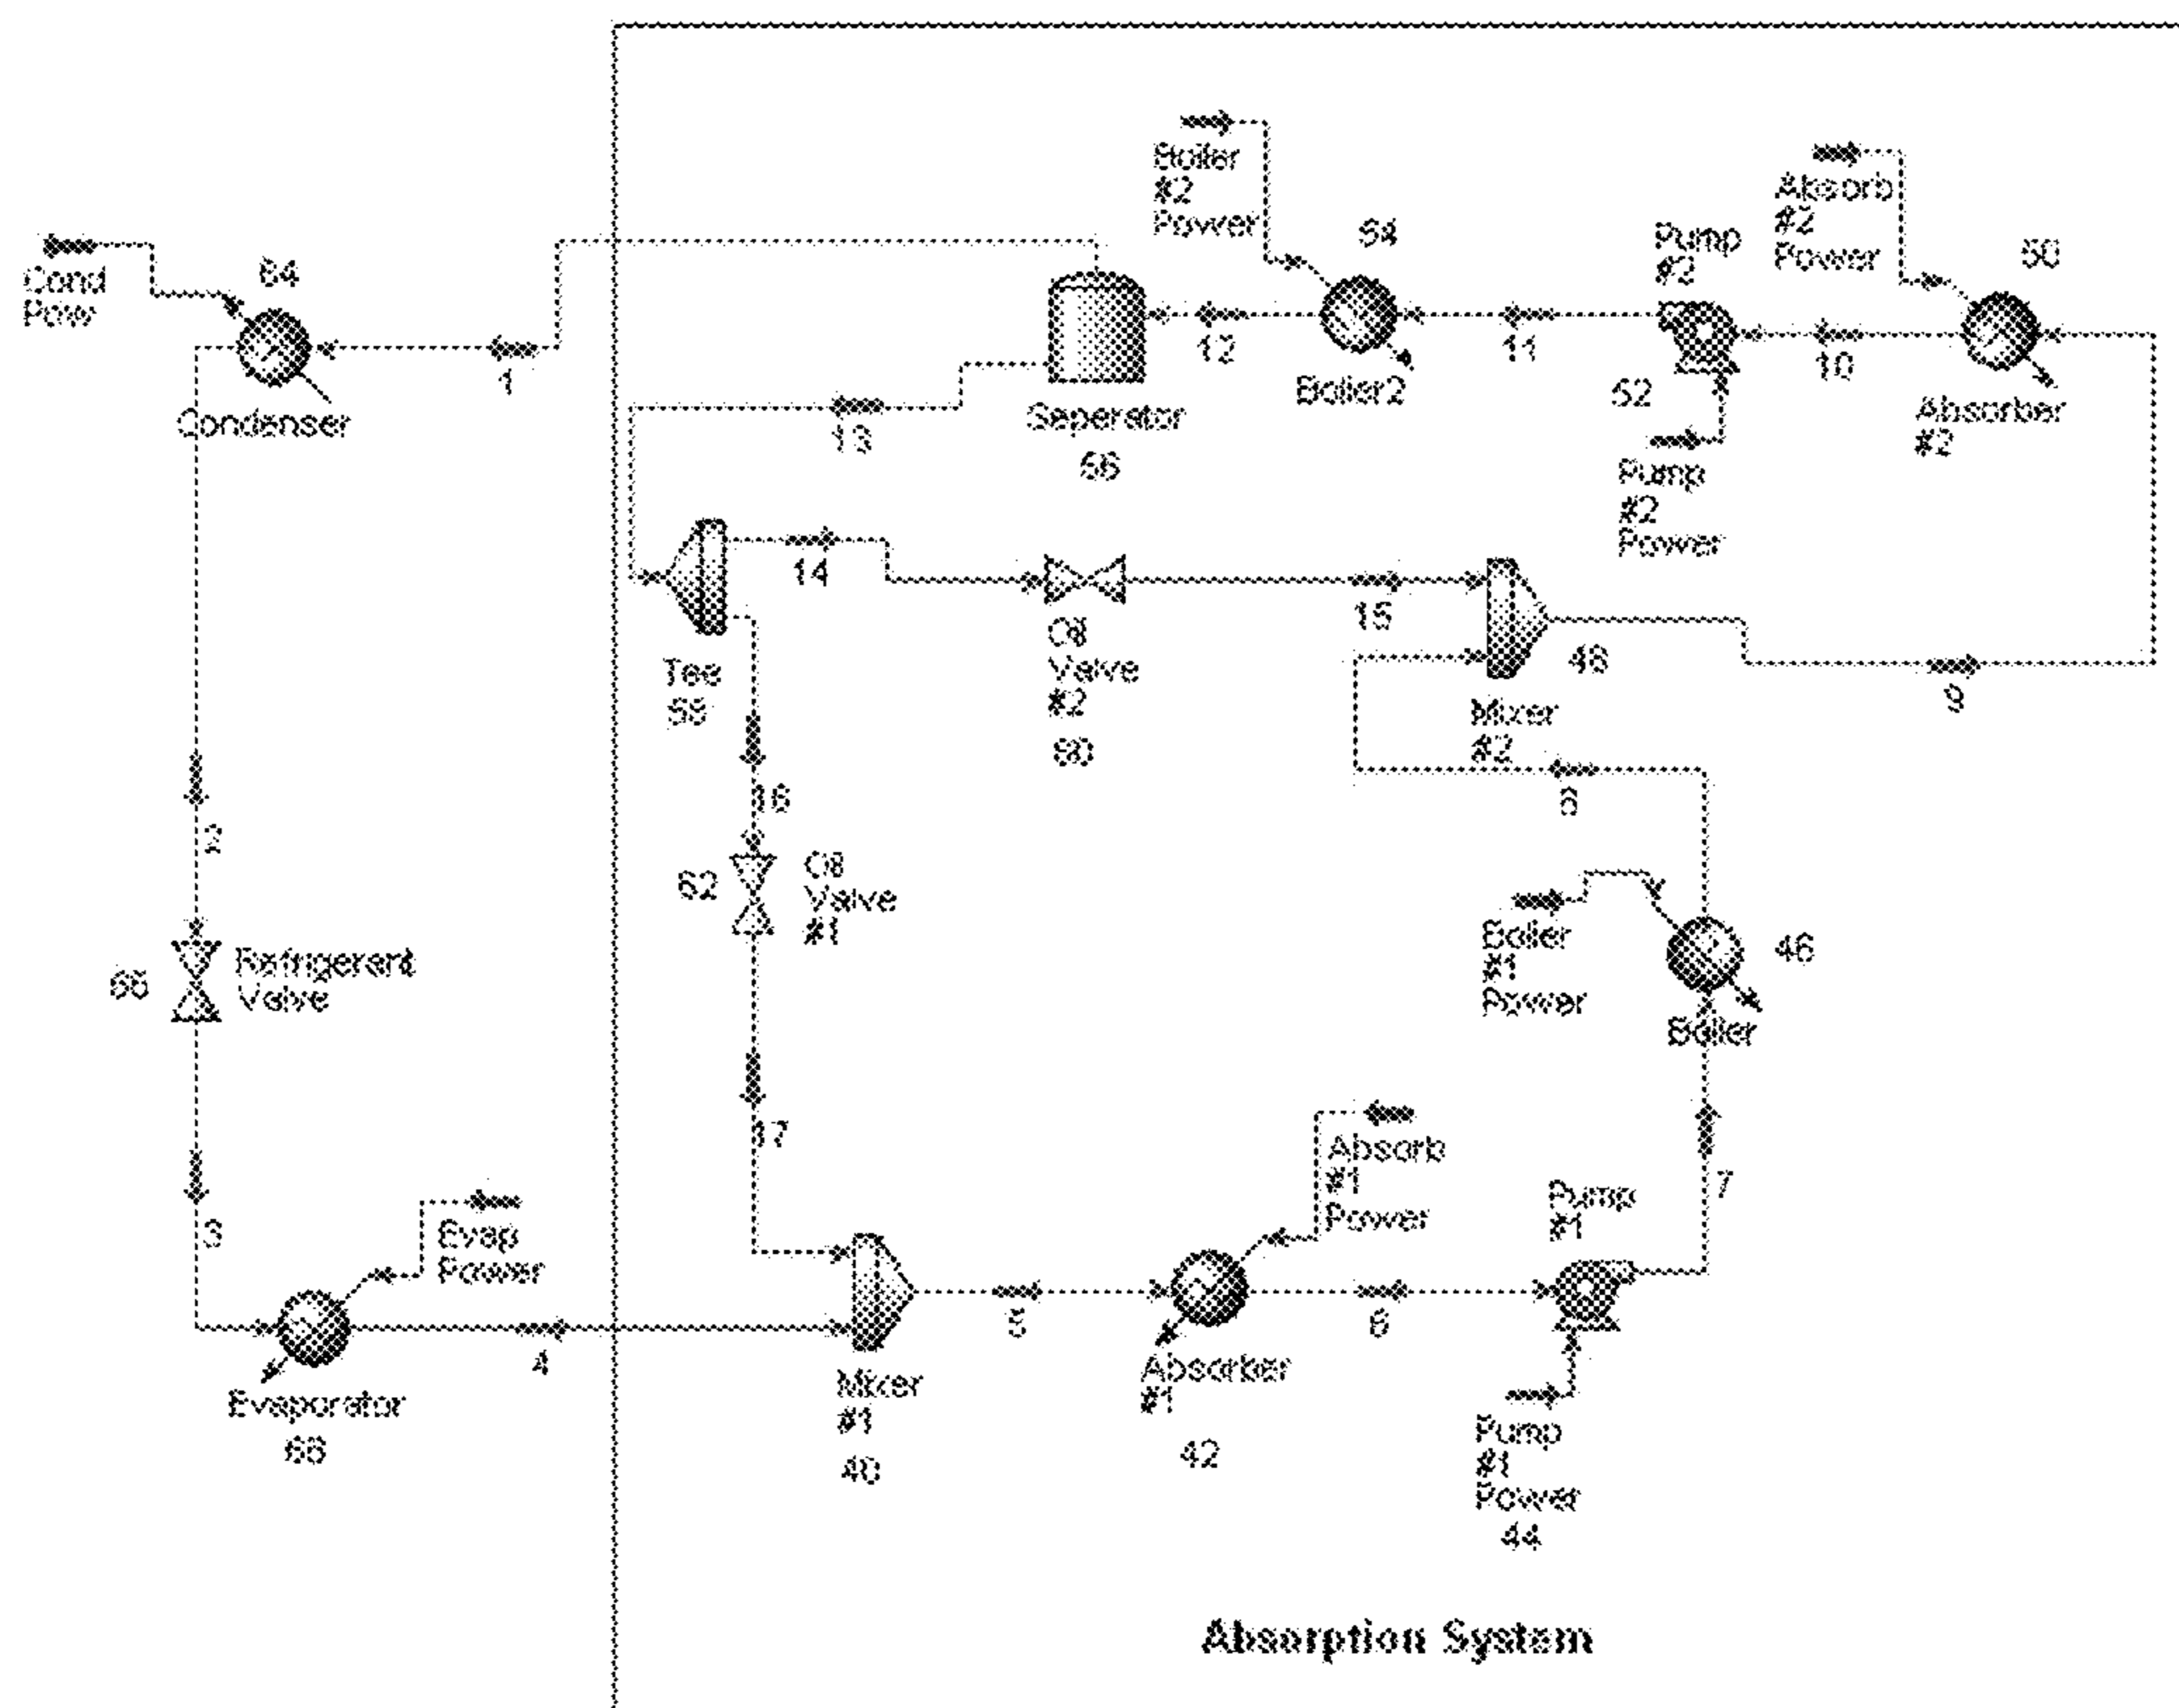 Boiler
#2
Power
54
Absorb
#2
Power
50
Pump
#2
Cond
Pow
64
Condenser
1
12
Boiler2
11
52
10
Absorber
#2
13
Seperator
56
Pump
#2
Power
14
15
Oil
Valve
#2
60
Tee
58
Mixer
#2
48
9
16
8
2
62
Oil
Valve
#1
Boiler
#1
Power
46
Boiler
66
Refrigerant
Valve
17
Absorb
#1
Power
7
3
Evap
Power
Pump
#1
4
5
6
Evaporator
68
Mixer
#1
40
Absorber
#1
42
Pump
#1
Power
44
Absorption System